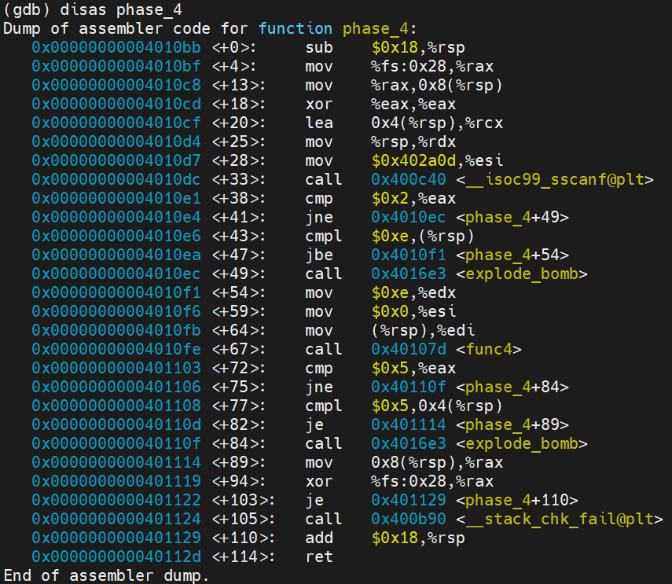 (gdb) disas phase_4
Dump of assembler code for function phase_4:
   0x00000000004010bb <+0>:     sub    $0x18,%rsp
   0x00000000004010bf <+4>:     mov    %fs:0x28,%rax
   0x00000000004010c8 <+13>:    mov    %rax,0x8(%rsp)
   0x00000000004010cd <+18>:    xor    %eax,%eax
   0x00000000004010cf <+20>:    lea    0x4(%rsp),%rcx
   0x00000000004010d4 <+25>:    mov    %rsp,%rdx
   0x00000000004010d7 <+28>:    mov    $0x402a0d,%esi
   0x00000000004010dc <+33>:    call   0x400c40 <__isoc99_sscanf@plt>
   0x00000000004010e1 <+38>:    cmp    $0x2,%eax
   0x00000000004010e4 <+41>:    jne    0x4010ec <phase_4+49>
   0x00000000004010e6 <+43>:    cmpl   $0xe,(%rsp)
   0x00000000004010ea <+47>:    jbe    0x4010f1 <phase_4+54>
   0x00000000004010ec <+49>:    call   0x4016e3 <explode_bomb>
   0x00000000004010f1 <+54>:    mov    $0xe,%edx
   0x00000000004010f6 <+59>:    mov    $0x0,%esi
   0x00000000004010fb <+64>:    mov    (%rsp),%edi
   0x00000000004010fe <+67>:    call   0x40107d <func4>
   0x0000000000401103 <+72>:    cmp    $0x5,%eax
   0x0000000000401106 <+75>:    jne    0x40110f <phase_4+84>
   0x0000000000401108 <+77>:    cmpl   $0x5,0x4(%rsp)
   0x000000000040110d <+82>:    je     0x401114 <phase_4+89>
   0x000000000040110f <+84>:    call   0x4016e3 <explode_bomb>
   0x0000000000401114 <+89>:    mov    0x8(%rsp),%rax
   0x0000000000401119 <+94>:    xor    %fs:0x28,%rax
   0x0000000000401122 <+103>:   je     0x401129 <phase_4+110>
   0x0000000000401124 <+105>:   call   0x400b90 <__stack_chk_fail@plt>
   0x0000000000401129 <+110>:   add    $0x18,%rsp
   0x000000000040112d <+114>:   ret
End of assembler dump.